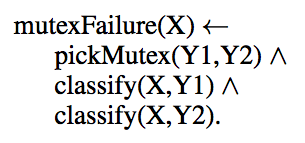 mutexFailure(X) ←
pickMutex(Y1,Y2) ∧
classify(X,Y1) ∧
classify(X,Y2).